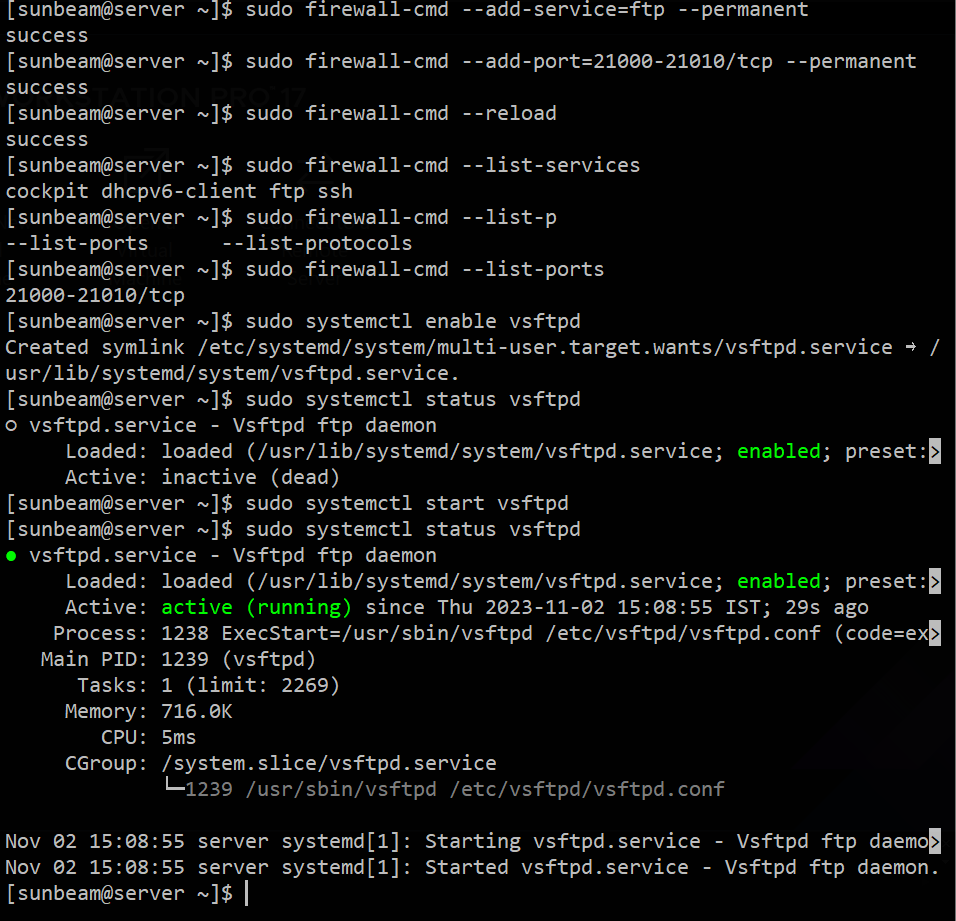 [sunbeam@server ~]$ sudo firewall-cmd --add-service=ftp --permanent
success
[sunbeam@server ~]$ sudo firewall-cmd --add-port=21000-21010/tcp --permanent
success
[sunbeam@server ~]$ sudo firewall-cmd --reload
success
[sunbeam@server ~]$ sudo firewall-cmd --list-services
cockpit dhcpv6-client ftp ssh
[sunbeam@server ~]$ sudo firewall-cmd --list-p
--list-ports      --list-protocols
[sunbeam@server ~]$ sudo firewall-cmd --list-ports
21000-21010/tcp
[sunbeam@server ~]$ sudo systemctl enable vsftpd
Created symlink /etc/systemd/system/multi-user.target.wants/vsftpd.service → /
usr/lib/systemd/system/vsftpd.service.
[sunbeam@server ~]$ sudo systemctl status vsftpd
○ vsftpd.service - Vsftpd ftp daemon
     Loaded: loaded (/usr/lib/systemd/system/vsftpd.service; enabled; preset:>
     Active: inactive (dead)
[sunbeam@server ~]$ sudo systemctl start vsftpd
[sunbeam@server ~]$ sudo systemctl status vsftpd
● vsftpd.service - Vsftpd ftp daemon
     Loaded: loaded (/usr/lib/systemd/system/vsftpd.service; enabled; preset:>
     Active: active (running) since Thu 2023-11-02 15:08:55 IST; 29s ago
    Process: 1238 ExecStart=/usr/sbin/vsftpd /etc/vsftpd/vsftpd.conf (code=ex>
   Main PID: 1239 (vsftpd)
      Tasks: 1 (limit: 2269)
     Memory: 716.0K
        CPU: 5ms
     CGroup: /system.slice/vsftpd.service
             └─1239 /usr/sbin/vsftpd /etc/vsftpd/vsftpd.conf
Nov 02 15:08:55 server systemd[1]: Starting vsftpd.service - Vsftpd ftp daemo>
Nov 02 15:08:55 server systemd[1]: Started vsftpd.service - Vsftpd ftp daemon.
[sunbeam@server ~]$